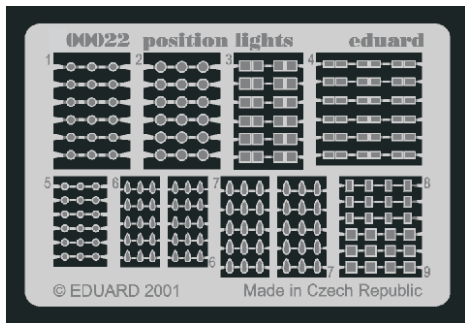 00022 position lights eduard
1 2 3 4
5 6 7 8
6 7 9
© EDUARD 2001 Made in Czech Republic